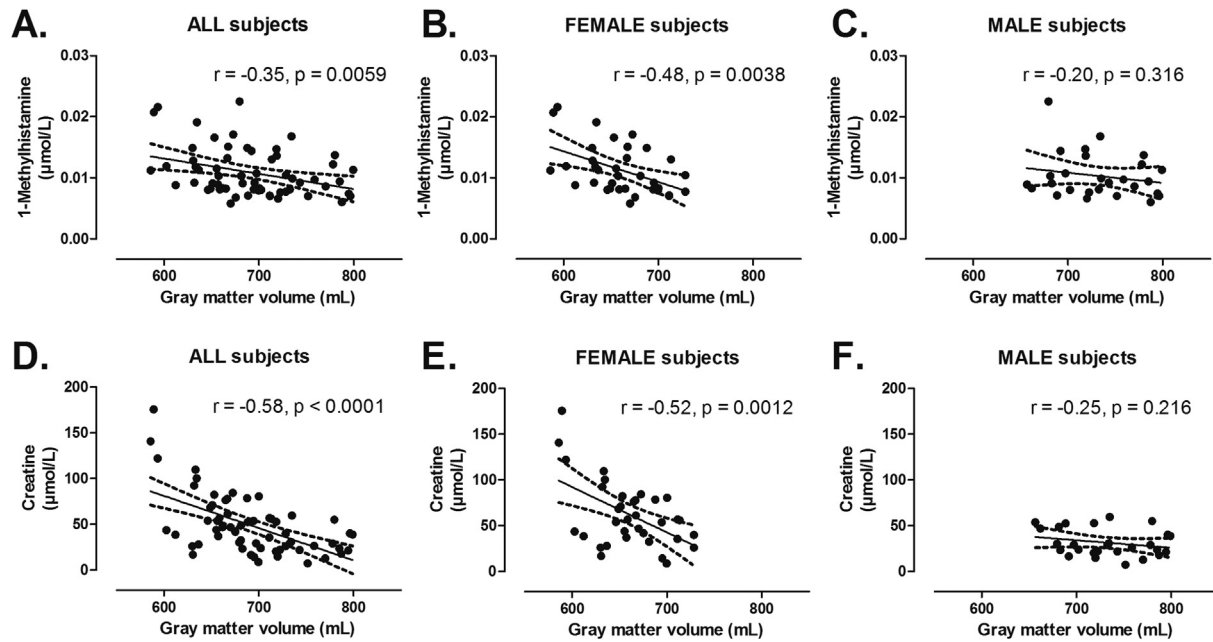 A.
ALL subjects
r = -0.35, p = 0.0059
1-Methylhistamine
(µmol/L)
0.03
0.02
0.01
0.00
600
700
800
Gray matter volume (mL)
B.
FEMALE subjects
r = -0.48, p = 0.0038
1-Methylhistamine
(µmol/L)
0.03
0.02
0.01
0.00
600
700
800
Gray matter volume (mL)
C.
MALE subjects
r = -0.20, p = 0.316
1-Methylhistamine
(µmol/L)
0.03
0.02
0.01
0.00
600
700
800
Gray matter volume (mL)
D.
ALL subjects
r = -0.58, p < 0.0001
Creatine
(µmol/L)
200
150
100
50
0
600
700
800
Gray matter volume (mL)
E.
FEMALE subjects
r = -0.52, p = 0.0012
Creatine
(µmol/L)
200
150
100
50
0
600
700
800
Gray matter volume (mL)
F.
MALE subjects
r = -0.25, p = 0.216
Creatine
(µmol/L)
200
150
100
50
0
600
700
800
Gray matter volume (mL)